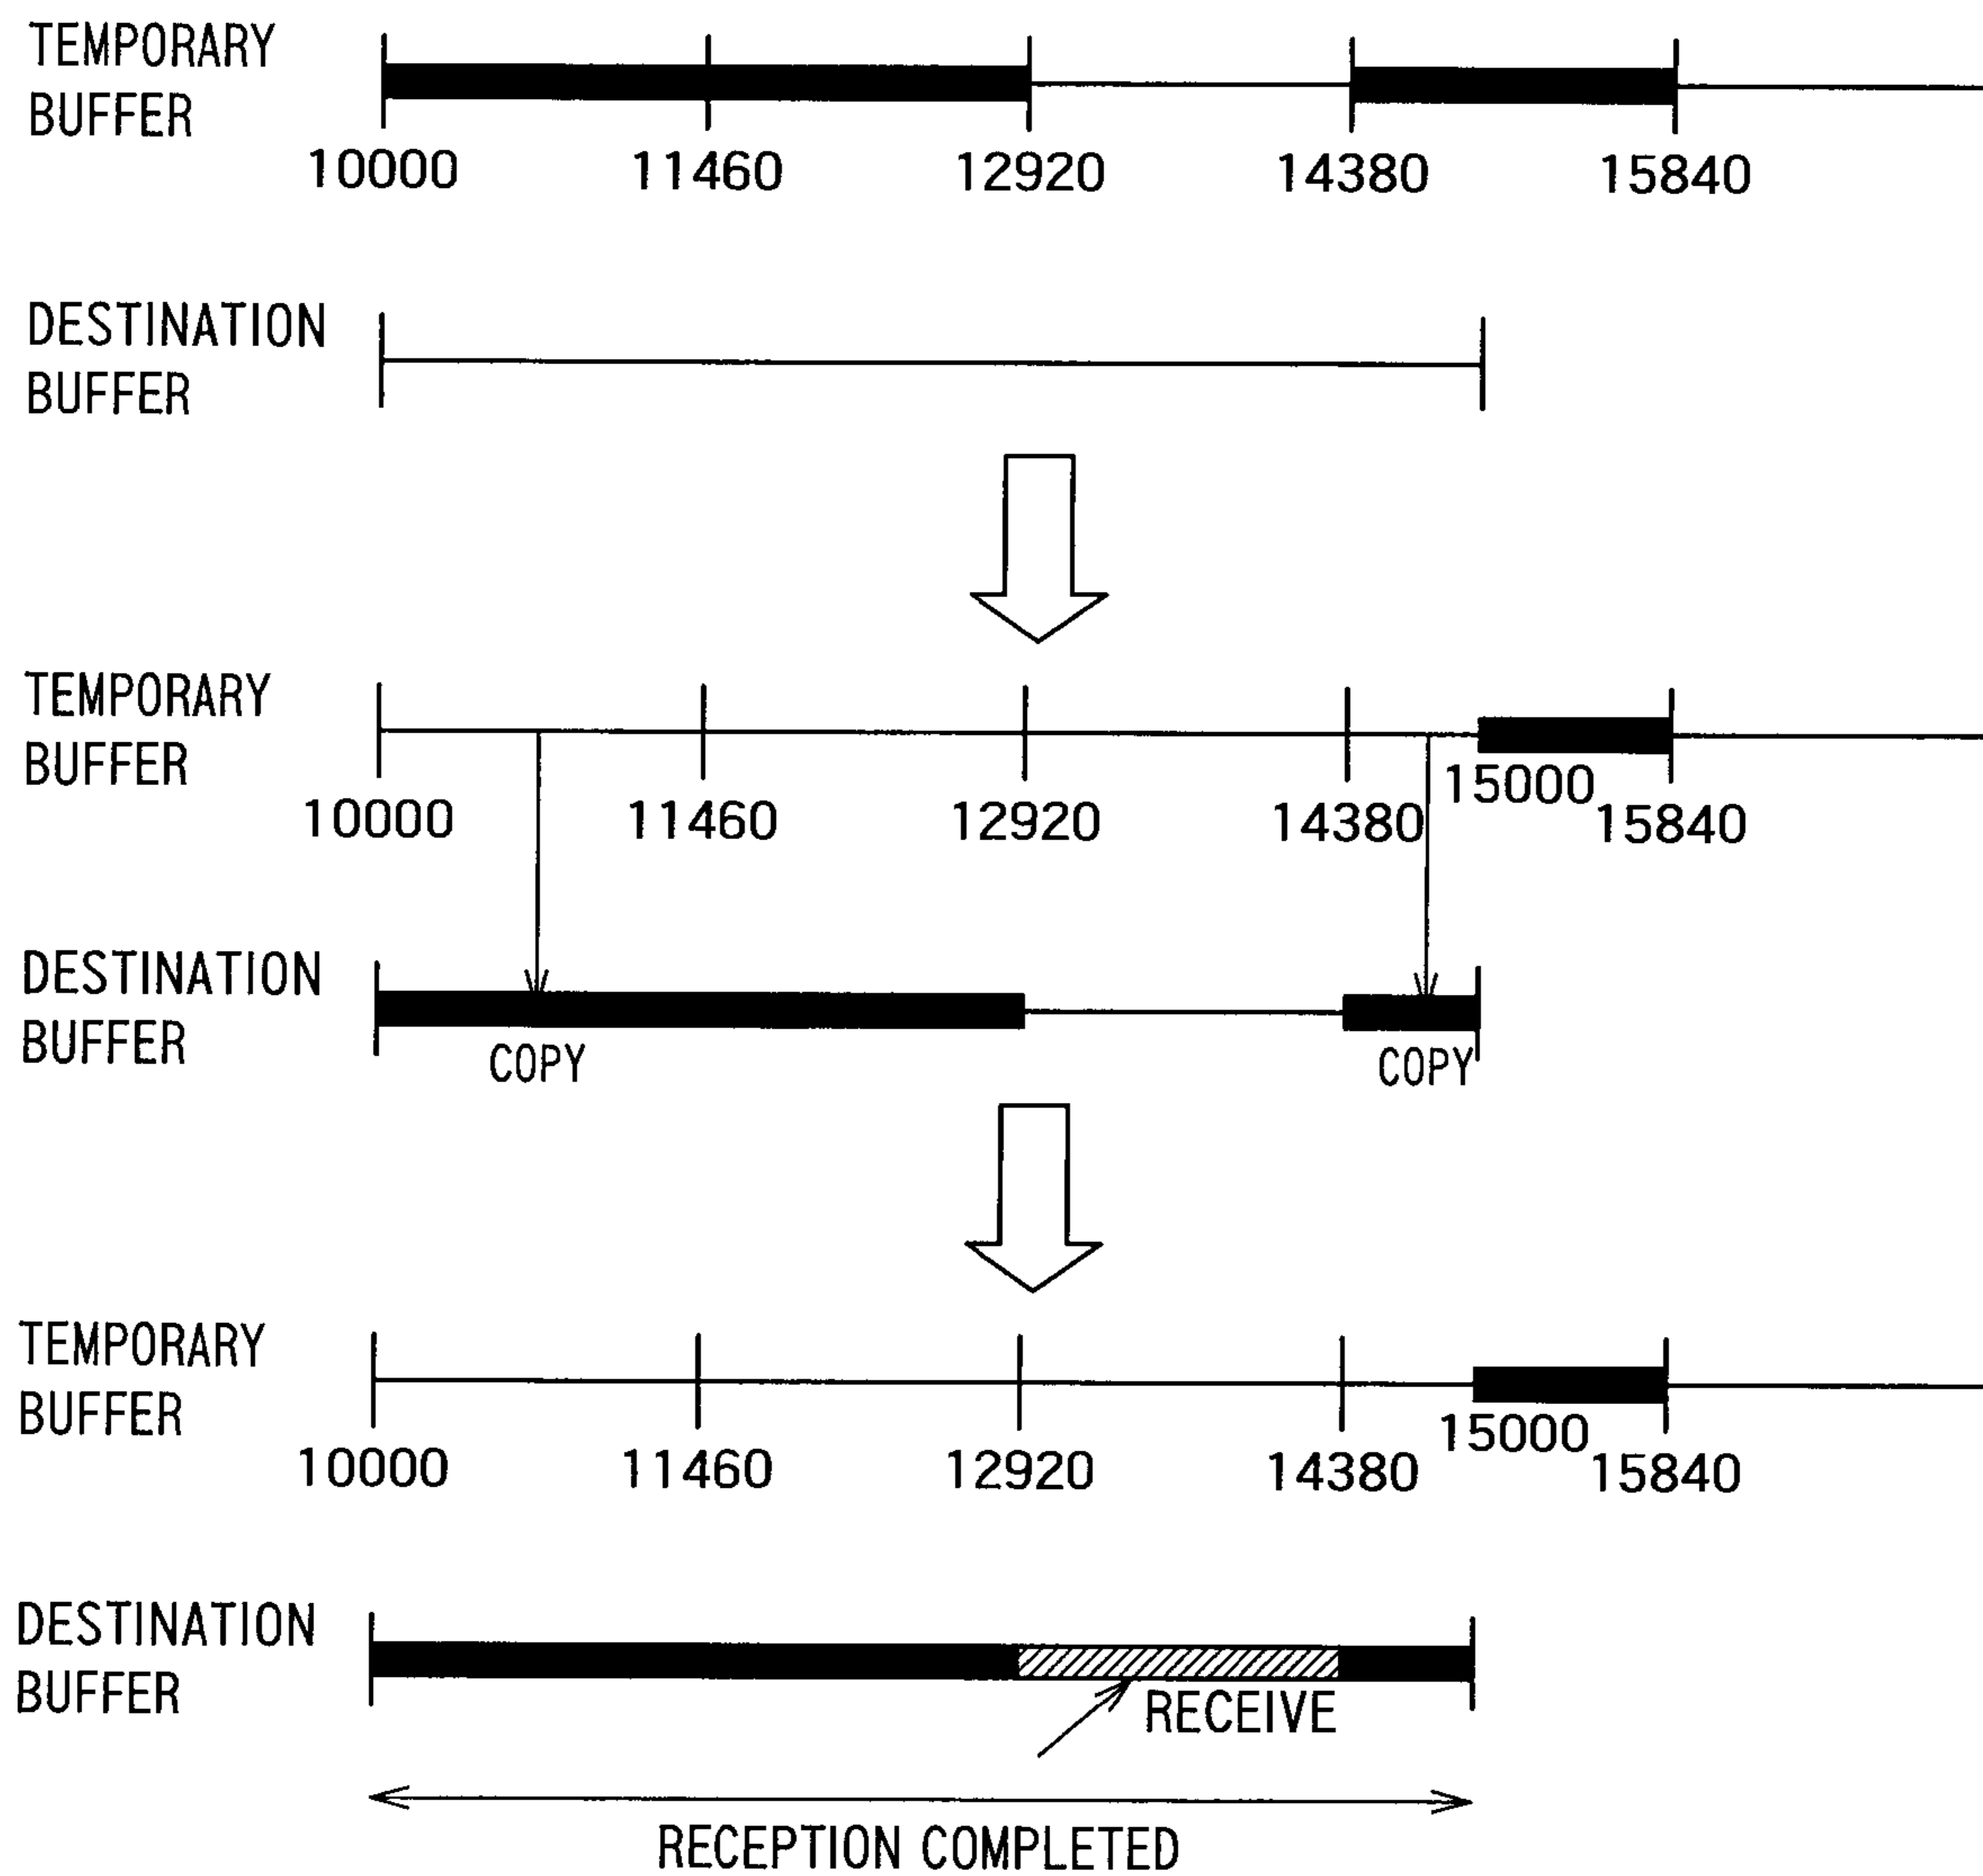 TEMPORARY
BUFFER
10000 11460 12920 14380 15840
DESTINATION
BUFFER
TEMPORARY
BUFFER
10000 11460 12920 14380 15000 15840
DESTINATION
BUFFER
COPY COPY
TEMPORARY
BUFFER
10000 11460 12920 14380 15000 15840
DESTINATION
BUFFER
RECEIVE
RECEPTION COMPLETED